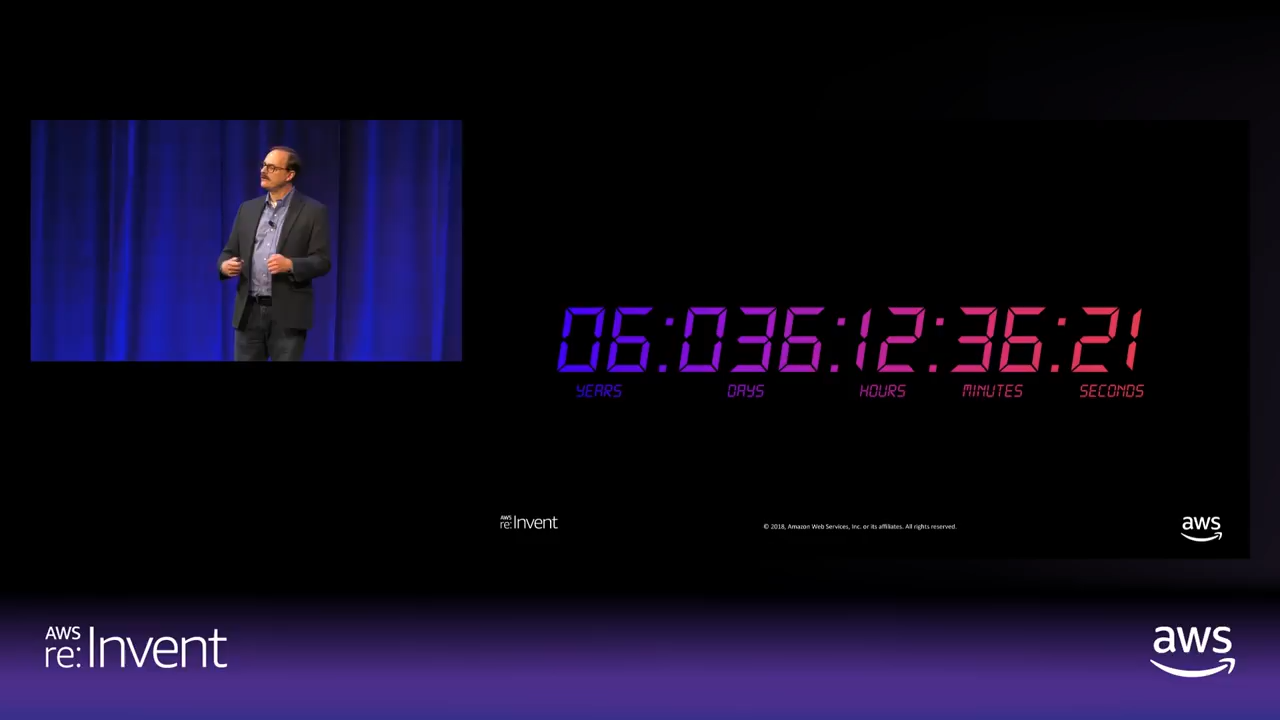 06:036:12:36:21
YEARS DAYS HOURS MINUTES SECONDS
AWS
re:Invent
© 2018, Amazon Web Services, Inc. or its affiliates. All rights reserved.
aws
AWS
re:Invent
aws